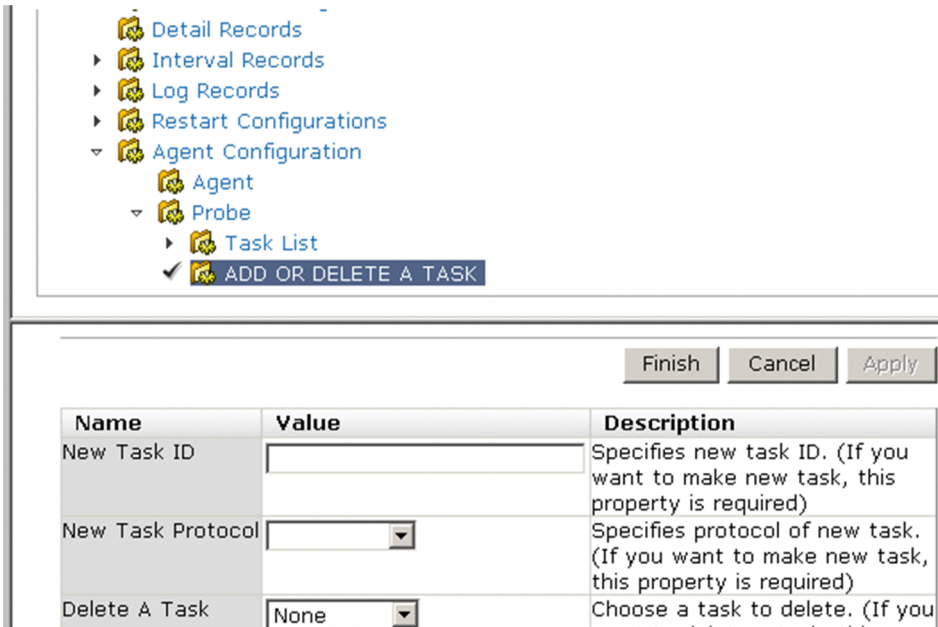 Detail Records
Interval Records
Log Records
Restart Configurations
Agent Configuration
Agent
Probe
Task List
ADD OR DELETE A TASK
Finish Cancel Apply
Name Value Description
New Task ID Specifies new task ID. (If you
want to make new task, this
property is required)
New Task Protocol Specifies protocol of new task.
(If you want to make new task,
this property is required)
Delete A Task None Choose a task to delete. (If you